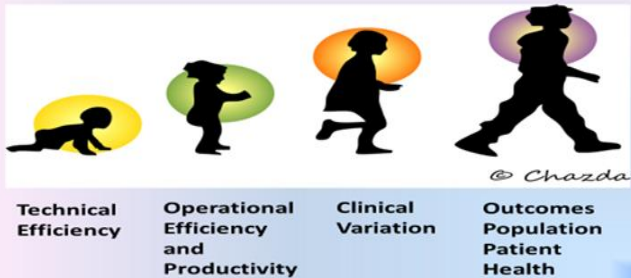 © Chazda
Technical
Efficiency
Operational
Efficiency
and
Productivity
Clinical
Variation
Outcomes
Population
Patient
Health